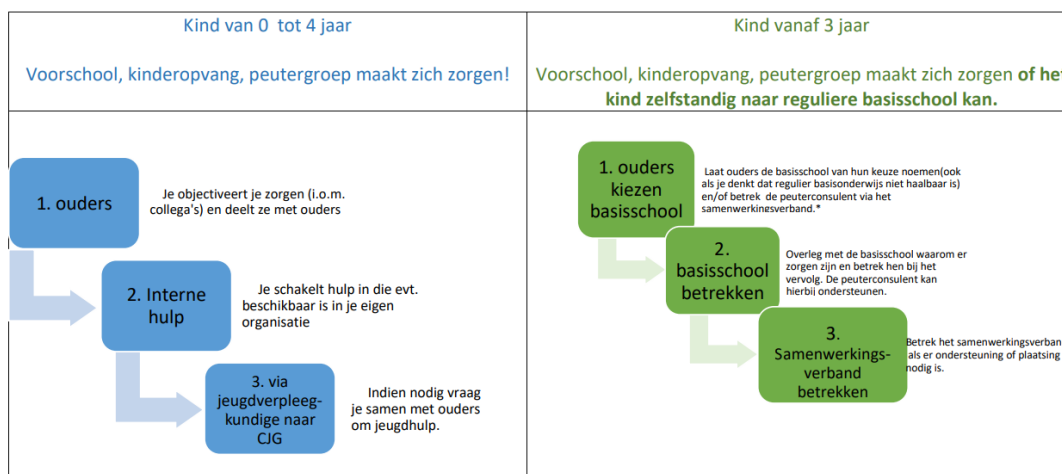 Kind van 0 tot 4 jaar
Voorschool, kinderopvang, peutergroep maakt zich zorgen!
1. ouders
Je objectiveert je zorgen (i.o.m.
collega's) en deelt ze met ouders
2. Interne
hulp
Je schakelt hulp in die evt.
beschikbaar is in je eigen
organisatie
3. via
jeugdverpleeg-
kundige naar
CJG
Indien nodig vraag
je samen met ouders
om jeugdhulp.
Kind vanaf 3 jaar
Voorschool, kinderopvang, peutergroep maakt zich zorgen of het
kind zelfstandig naar reguliere basisschool kan.
1. ouders
kiezen
basisschool
Laat ouders de basisschool van hun keuze noemen(ook
als je denkt dat regulier basisonderwijs niet haalbaar is)
en/of betrek de peuterconsulent via het
samenwerkingsverband.*
2.
basisschool
betrekken
Overleg met de basisschool waarom er
zorgen zijn en betrek hen bij het
vervolg. De peuterconsulent kan
hierbij ondersteunen.
3.
Samenwerkings-
verband
betrekken
Betrek het samenwerkingsverban
als er ondersteuning of plaatsing
nodig is.